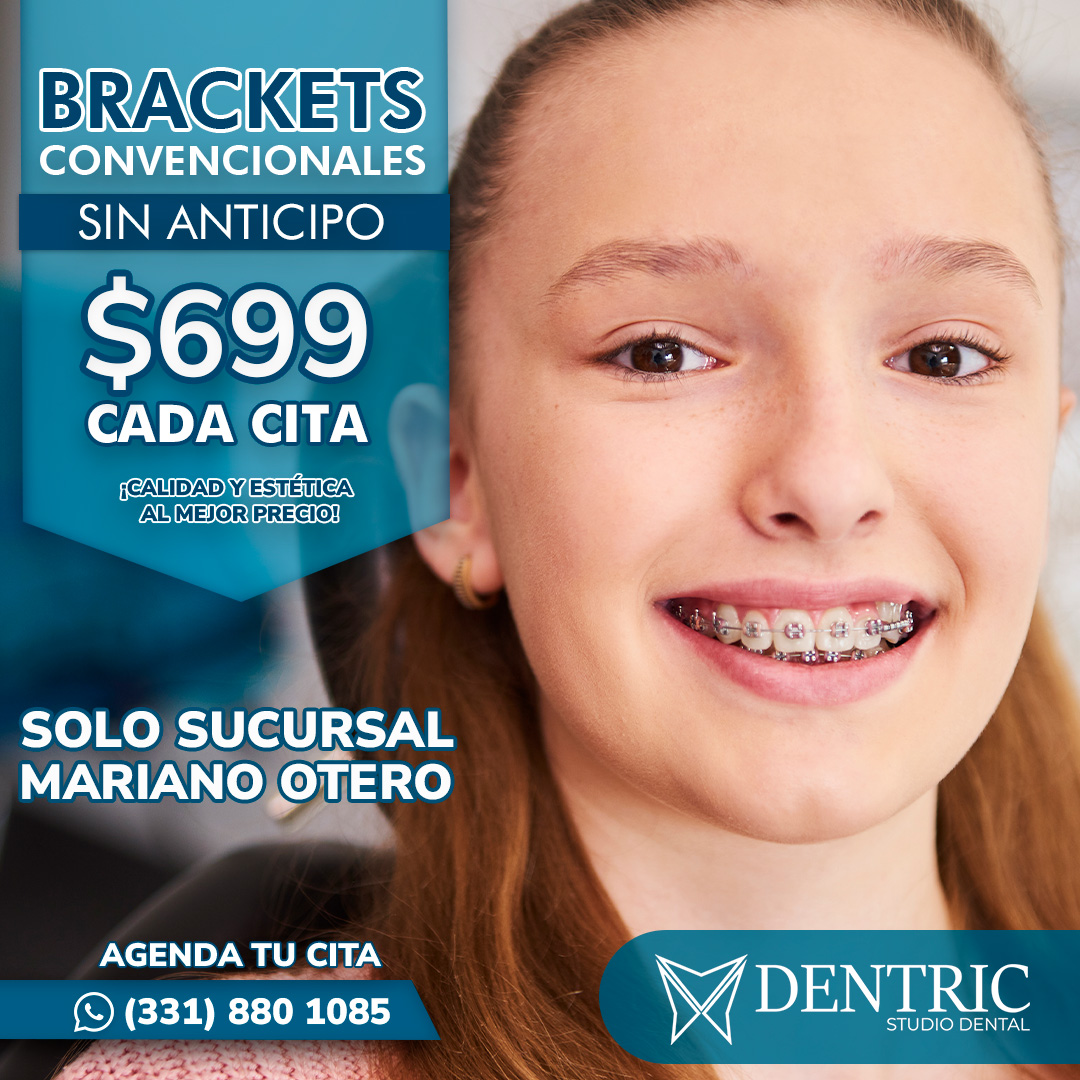 BRACKETS
CONVENCIONALES
SIN ANTICIPO
$699
CADA CITA
¡CALIDAD Y ESTÉTICA
AL MEJOR PRECIO!
SOLO SUCURSAL
MARIANO OTERO
AGENDA TU CITA
(331) 880 1085
DENTRIC
STUDIO DENTAL